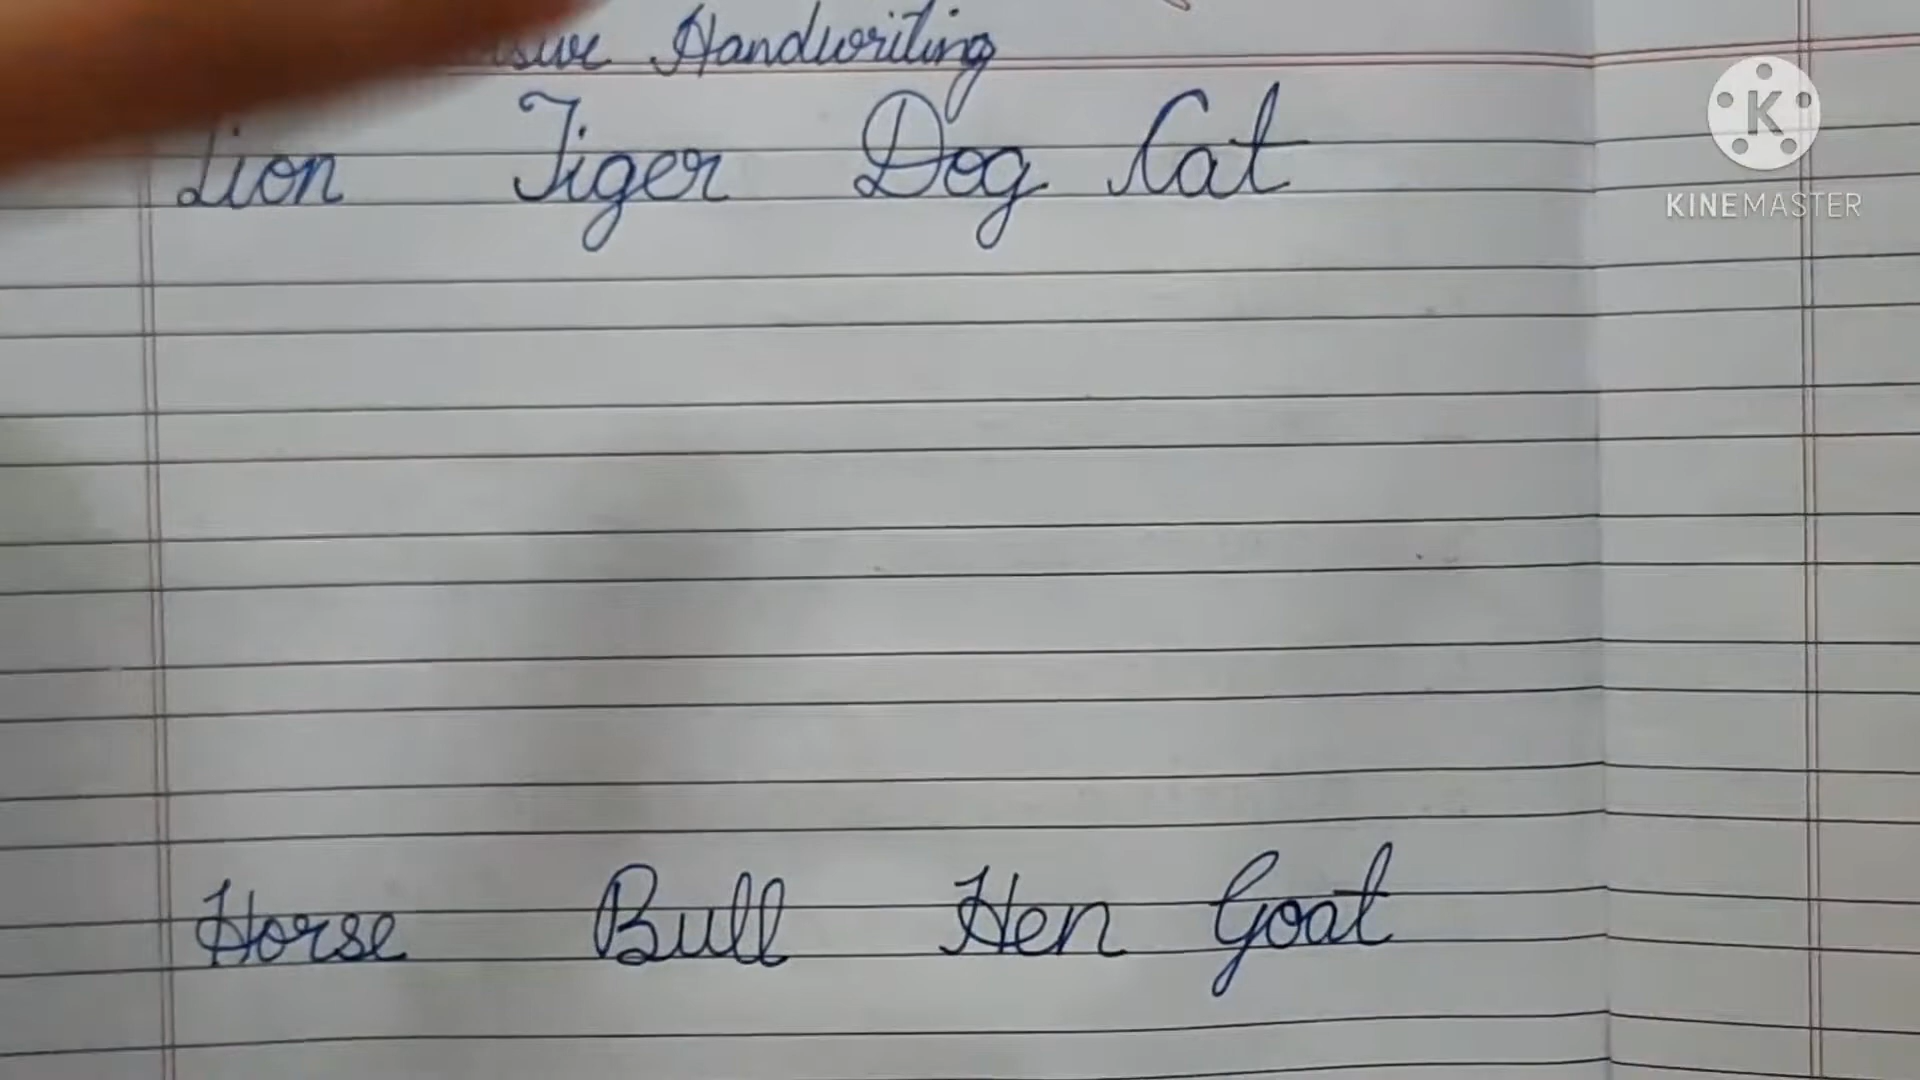 Handwriting
Lion Tiger Dog Cat
Horse Bull Hen Goat
K
KINEMASTER